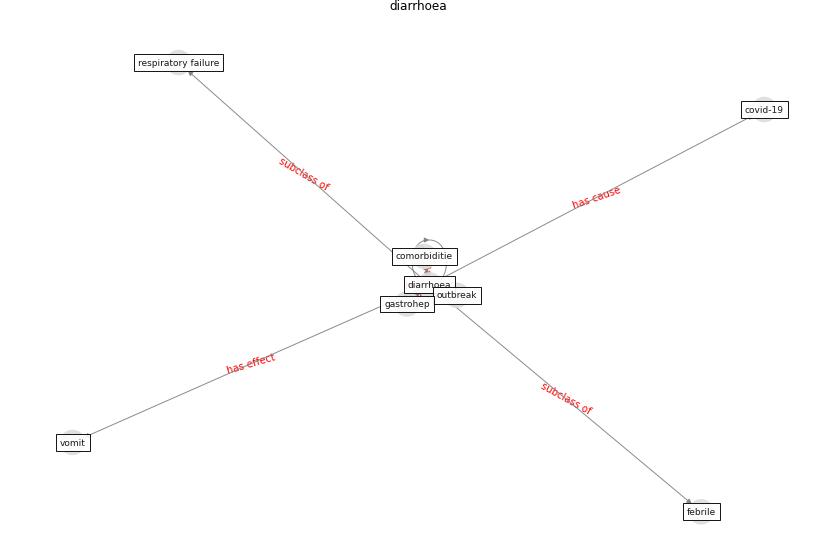 diarrhoea
respiratory failure
covid-19
subclass of
has cause
comorbiditie
diarrhoea
outbreak
gastrohep
has effect
subclass of
vomit
febrile